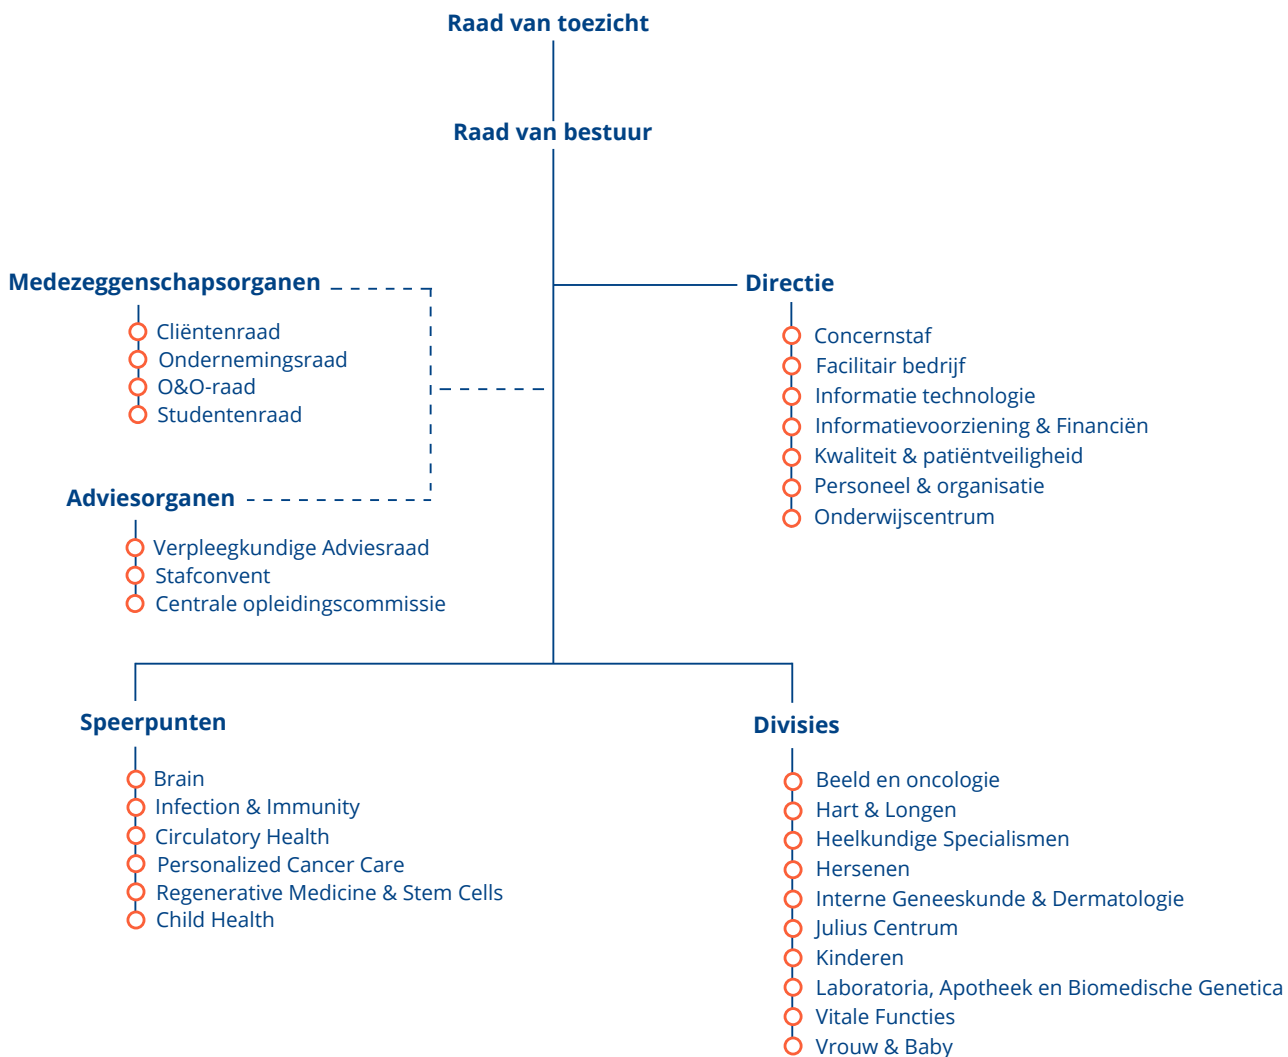 Raad van toezicht
Raad van bestuur
Medezeggenschapsorganen
Cliëntenraad
Ondernemingsraad
O&O-raad
Studentenraad
Adviesorganen
Verpleegkundige Adviesraad
Stafconvent
Centrale opleidingscommissie
Directie
Concernstaf
Facilitair bedrijf
Informatie technologie
Informatievoorziening & Financiën
Kwaliteit & patiëntveiligheid
Personeel & organisatie
Onderwijscentrum
Speerpunten
Brain
Infection & Immunity
Circulatory Health
Personalized Cancer Care
Regenerative Medicine & Stem Cells
Child Health
Divisies
Beeld en oncologie
Hart & Longen
Heelkundige Specialismen
Hersenen
Interne Geneeskunde & Dermatologie
Julius Centrum
Kinderen
Laboratoria, Apotheek en Biomedische Genetica
Vitale Functies
Vrouw & Baby